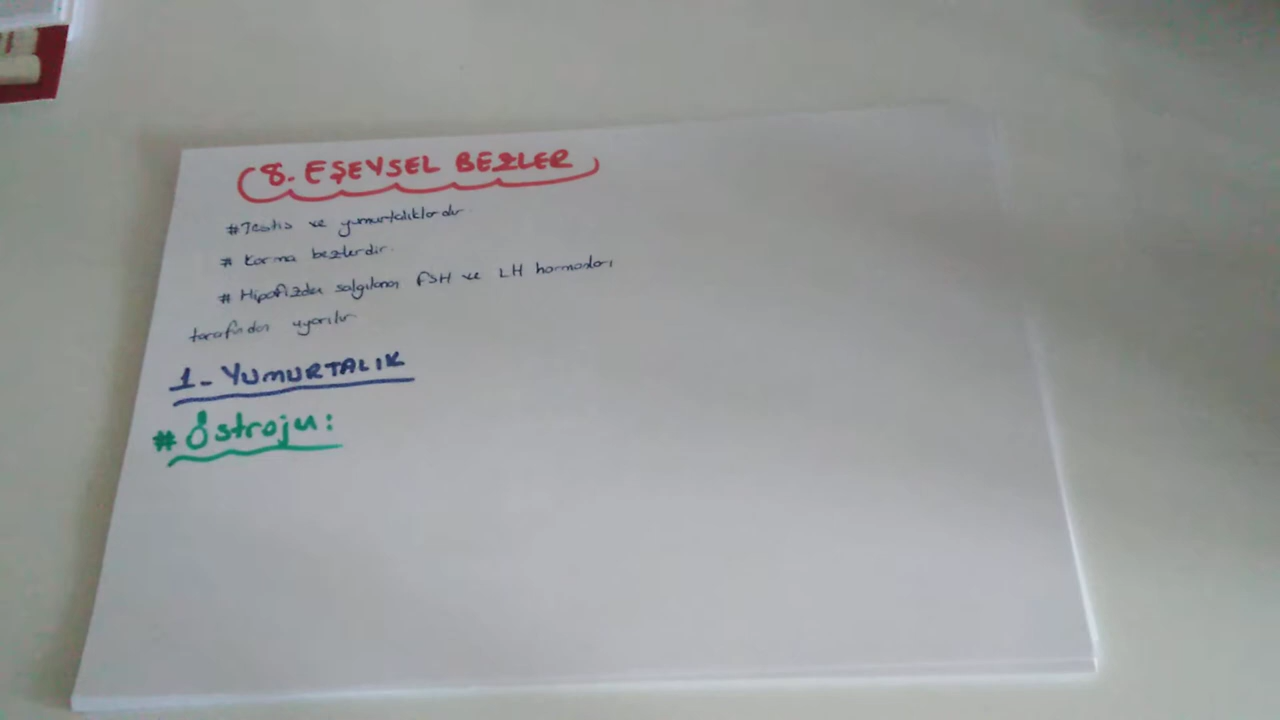 8. EŞEYSEL BEZLER
# Testis ve yumurtalıklardır.
# Karma bezlerdir.
# Hipofizden salgılanan FSH ve LH hormonları
tarafından uyarılır
1- YUMURTALIK
# Östrojen: